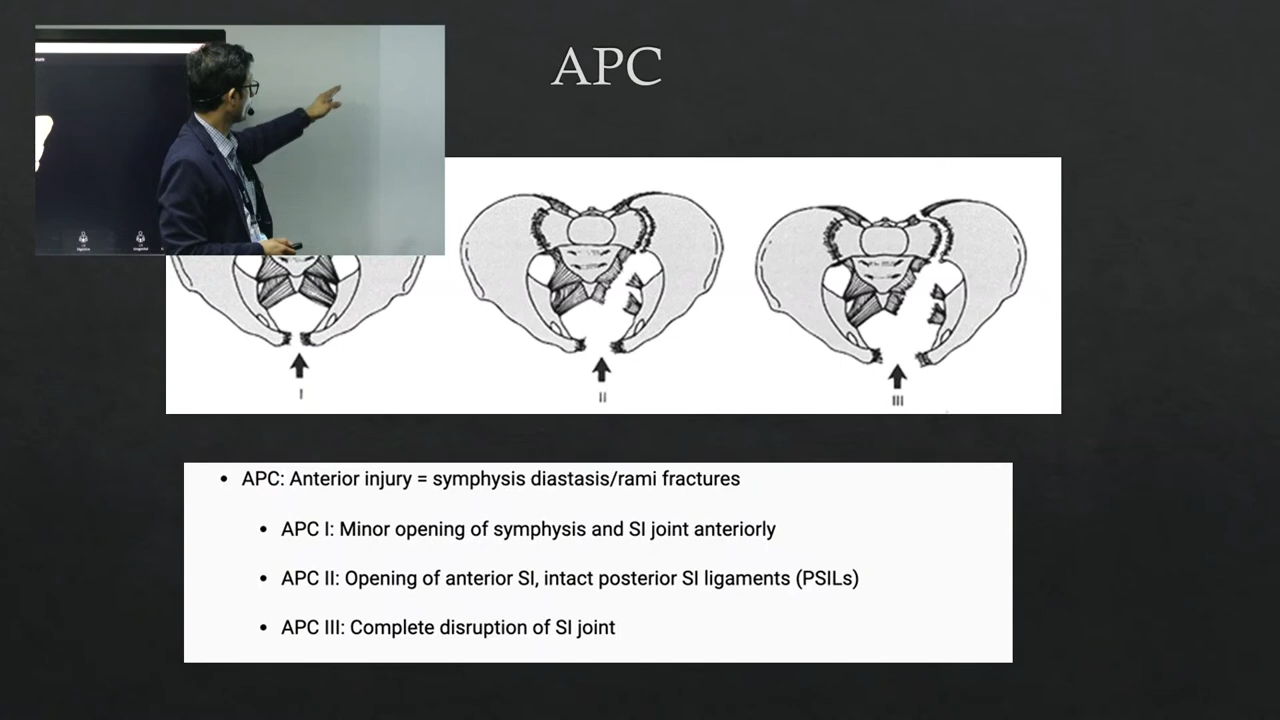 APC
I
II
III
APC: Anterior injury = symphysis diastasis/rami fractures
APC I: Minor opening of symphysis and SI joint anteriorly
APC II: Opening of anterior SI, intact posterior SI ligaments (PSILs)
APC III: Complete disruption of SI joint